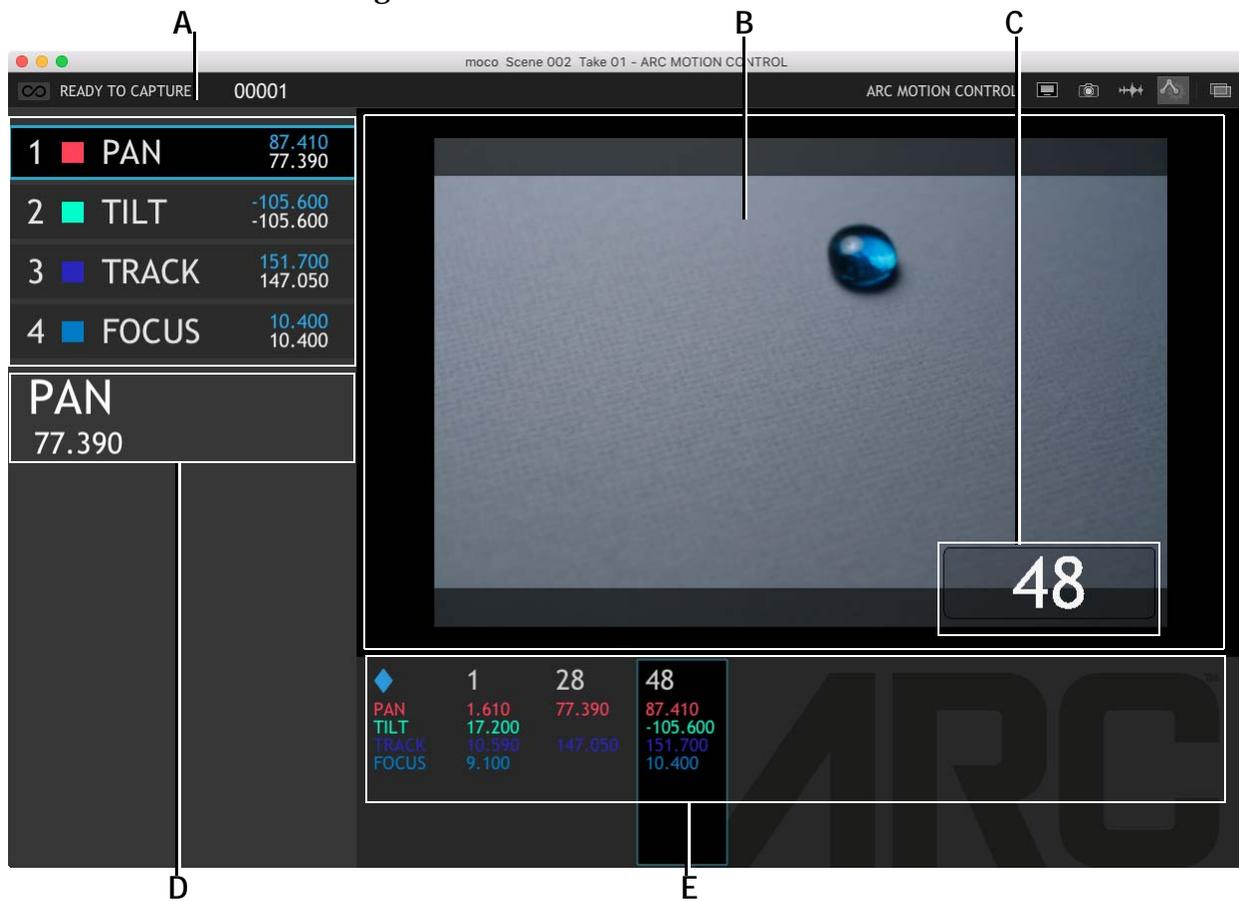 A B C
moco Scene 002 Take 01 - ARC MOTION CONTROL
READY TO CAPTURE 00001 ARC MOTION CONTROL
1 PAN 87.410
77.390
2 TILT -105.600
-105.600
3 TRACK 151.700
147.050
4 FOCUS 10.400
10.400
PAN
77.390
48
1 28 48
PAN 1.610 77.390 87.410
TILT 17.200 -105.600
TRACK 10.590 147.050 151.700
FOCUS 9.100 10.400
ARC
D E